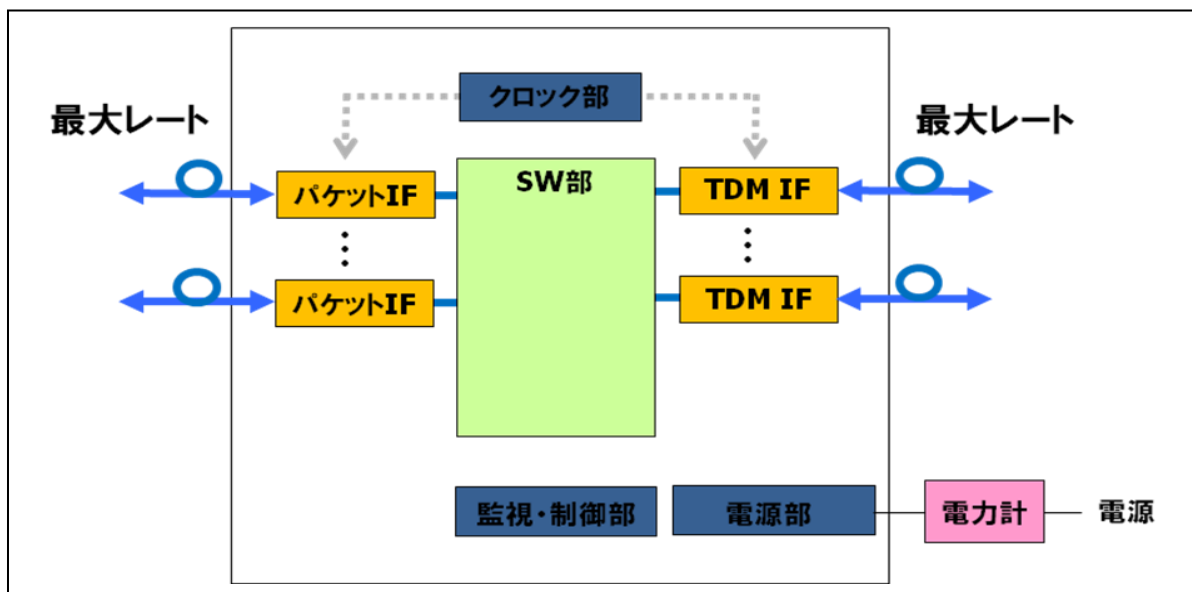 クロック部
最大レート
最大レート
パケットIF
SW部
TDM IF
⋮
⋮
パケットIF
TDM IF
監視・制御部
電源部
電力計
電源